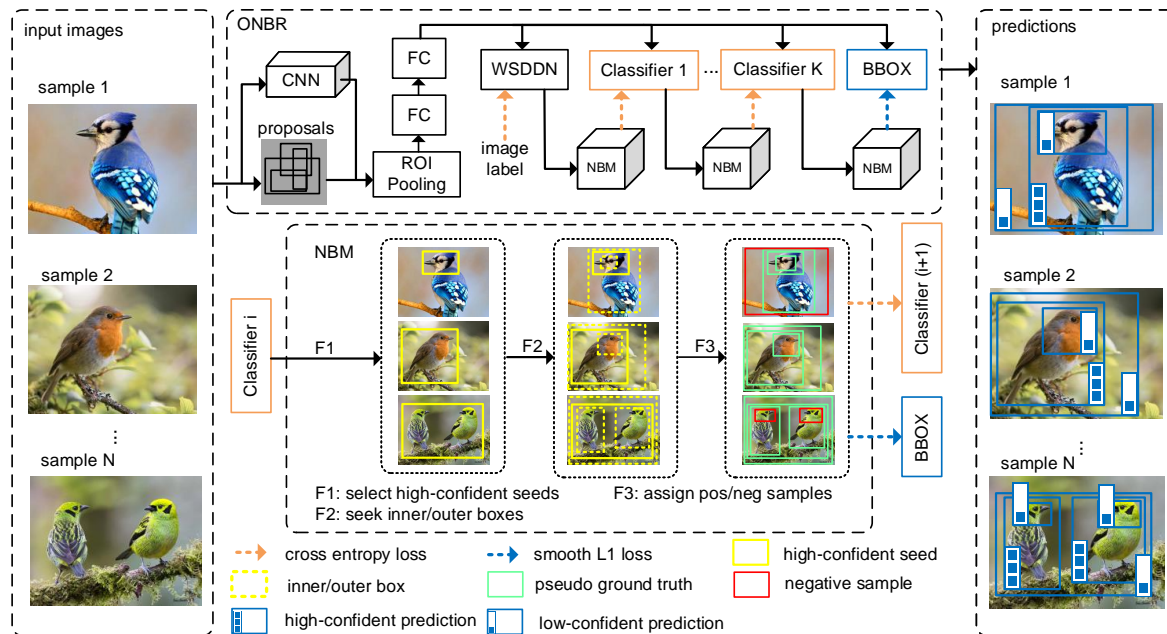 input images
sample 1
sample 2
...
sample N
ONBR
CNN
proposals
ROI
Pooling
FC
FC
WSDDN
Classifier 1
...
Classifier K
BBOX
image
label
NBM
NBM
NBM
NBM
Classifier i
F1
F2
F3
Classifier (i+1)
BBOX
F1: select high-confident seeds
F3: assign pos/neg samples
F2: seek inner/outer boxes
cross entropy loss
smooth L1 loss
high-confident seed
inner/outer box
pseudo ground truth
negative sample
high-confident prediction
low-confident prediction
predictions
sample 1
sample 2
...
sample N